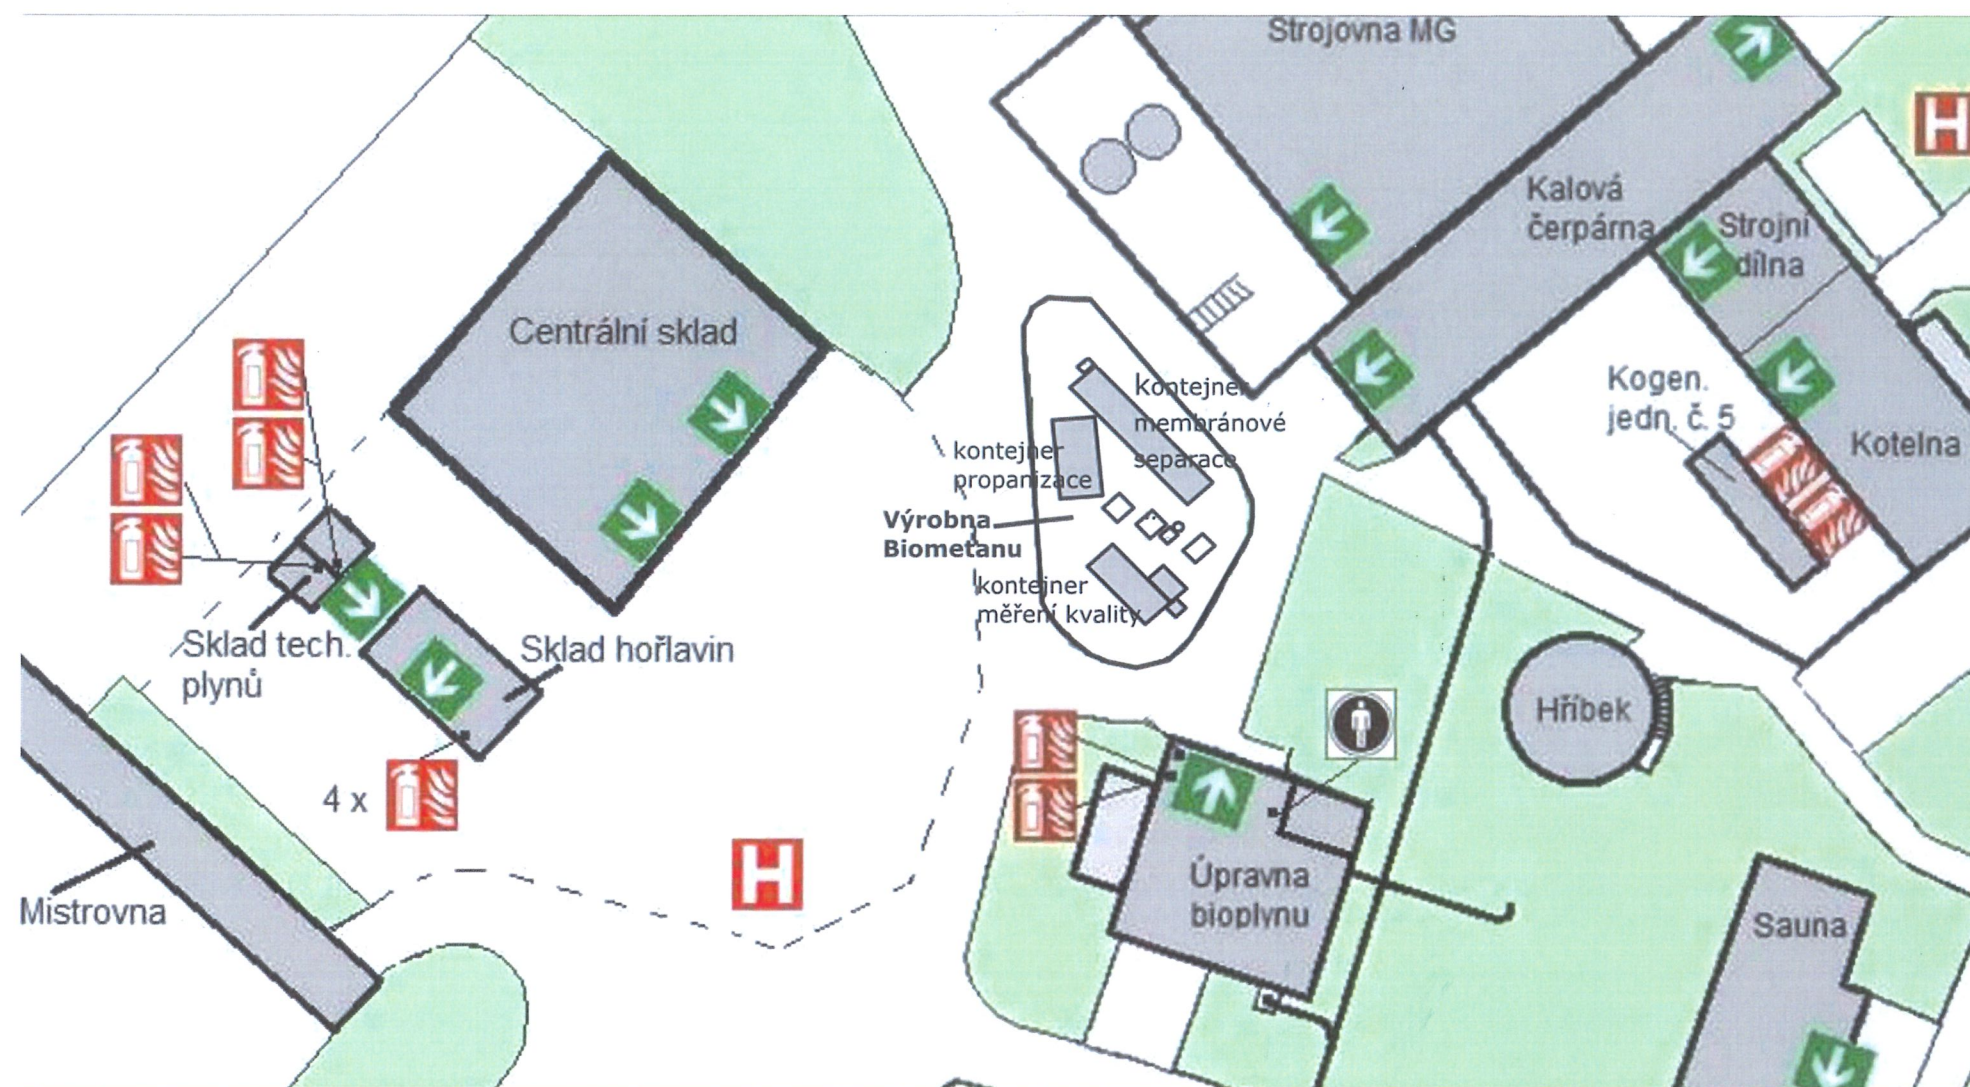 Strojovna MG
H
Kalová
čerpárna
Strojní
dílna
Centrální sklad
kontejner
membránové
separace
Kogen.
jedn. č. 5
Kotelna
kontejner
propanizace
Výrobna
Biometanu
kontejner
měření kvality
Sklad tech.
plynů
Sklad hořlavin
Hříbek
4 x
H
Úpravna
bioplynu
Mistrovna
Sauna